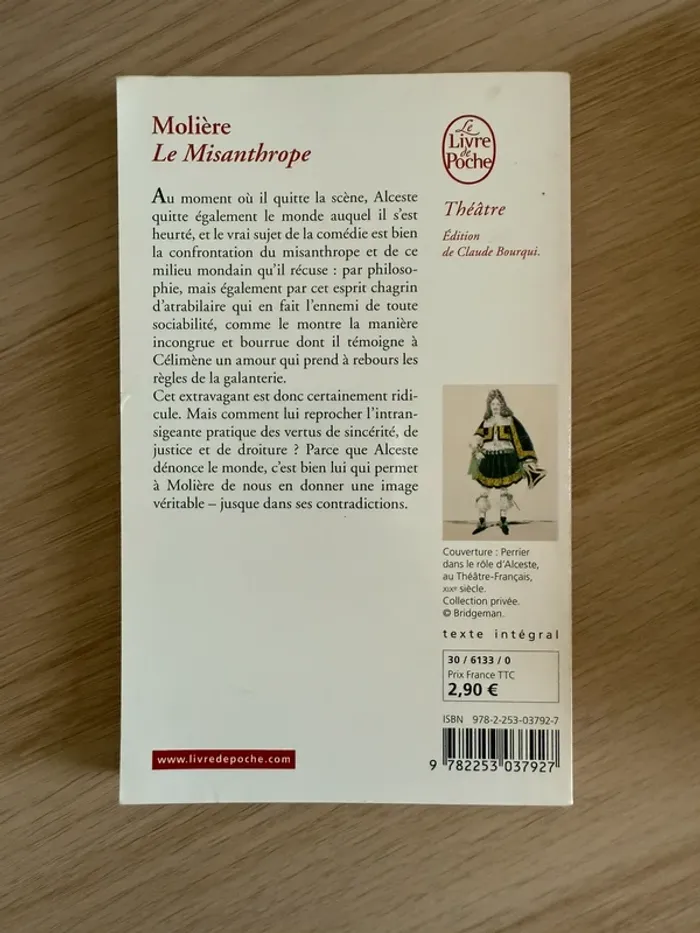 Molière
Le Misanthrope
Au moment où il quitte la scène, Alceste
quitte également le monde auquel il s'est
heurté, et le vrai sujet de la comédie est bien
la confrontation du misanthrope et de ce
milieu mondain qu'il récuse : par philoso-
phie, mais également par cet esprit chagrin
d'atrabilaire qui en fait l'ennemi de toute
sociabilité, comme le montre la manière
incongrue et bourrue dont il témoigne à
Célimène un amour qui prend à rebours les
règles de la galanterie.
Cet extravagant est donc certainement ridi-
cule. Mais comment lui reprocher l'intran-
sigeante pratique des vertus de sincérité, de
justice et de droiture ? Parce que Alceste
dénonce le monde, c'est bien lui qui permet
à Molière de nous en donner une image
véritable – jusque dans ses contradictions.
www.livredepoche.com
Le
Livre
de
Poche
Théâtre
Édition
de Claude Bourqui.
Couverture : Perrier
dans le rôle d'Alceste,
au Théâtre-Français,
XIXe siècle.
Collection privée.
© Bridgeman.
texte intégral
30 / 6133 / 0
Prix France TTC
2,90 €
ISBN 978-2-253-03792-7
9 782253 037927